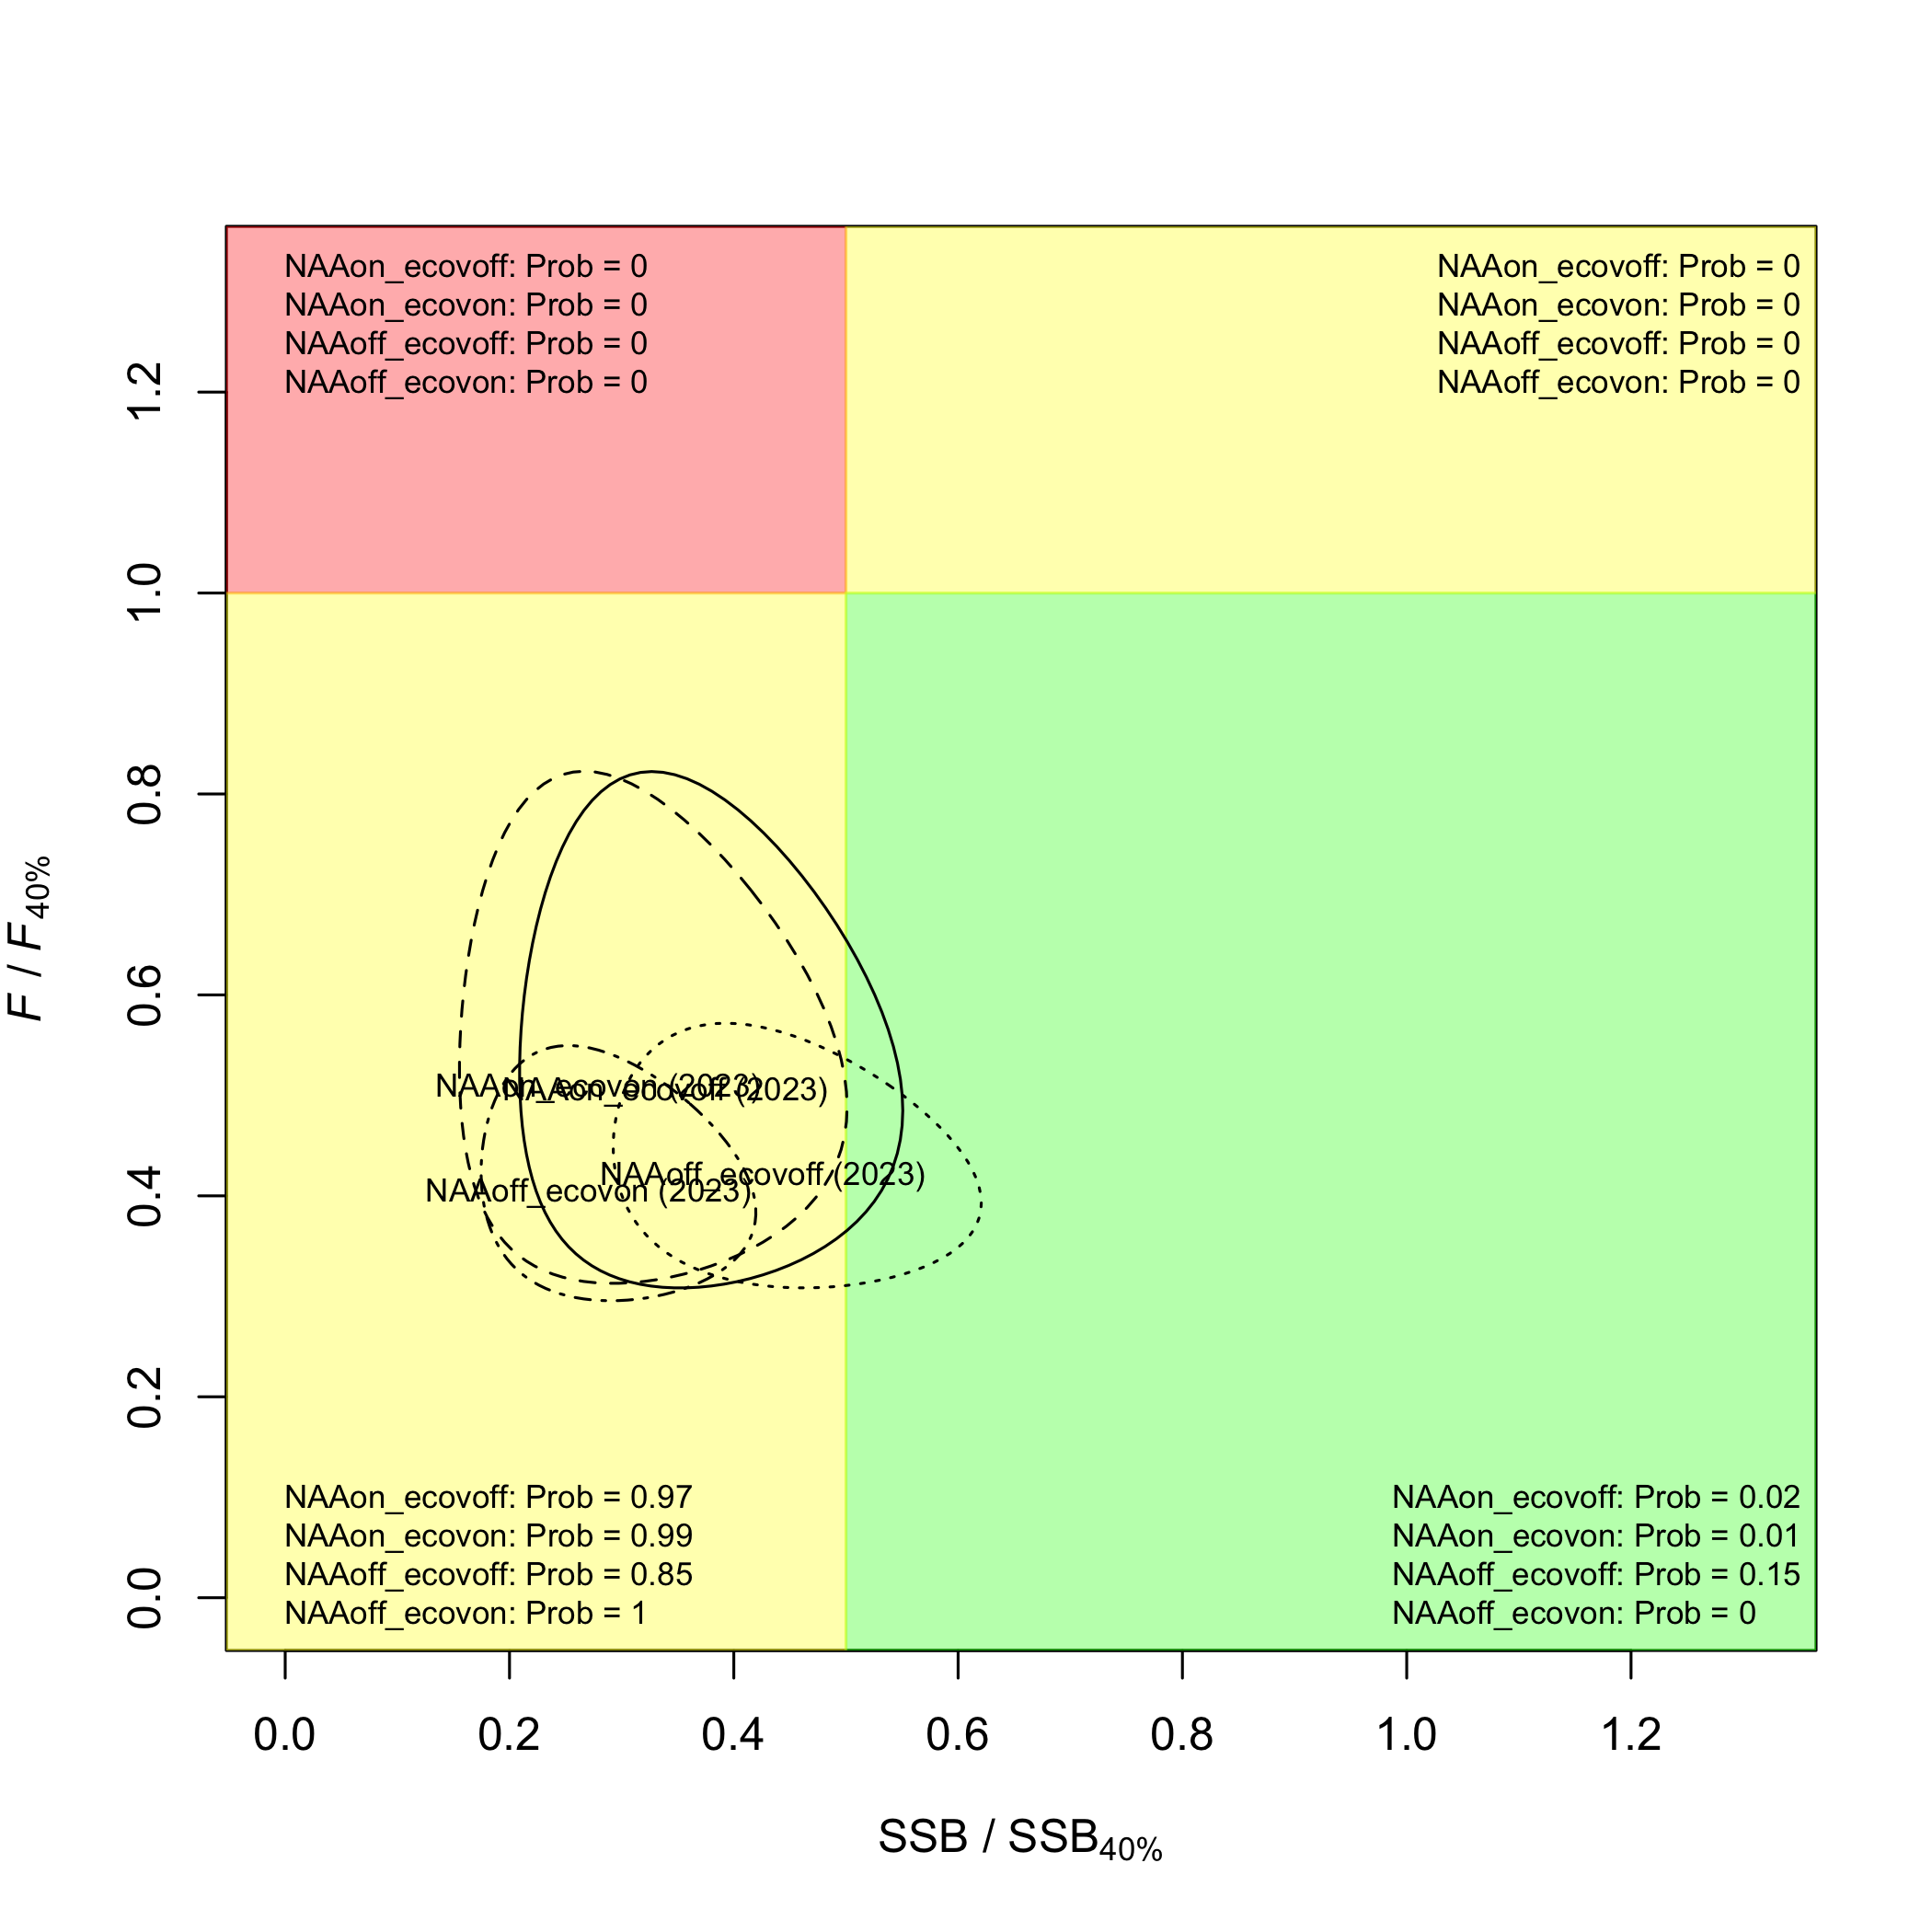 NAAon_ecovoff: Prob = 0
NAAon_ecovon: Prob = 0
NAAoff_ecovoff: Prob = 0
NAAoff_ecovon: Prob = 0
NAAon_ecovoff: Prob = 0
NAAon_ecovon: Prob = 0
NAAoff_ecovoff: Prob = 0
NAAoff_ecovon: Prob = 0
1.2
1.0
0.8
0.6
0.4
0.2
0.0
F / F40%
NAAon_ecovon (2023)
NAAon_ecovoff (2023)
NAAoff_ecovoff (2023)
NAAoff_ecovon (2023)
NAAon_ecovoff: Prob = 0.97
NAAon_ecovon: Prob = 0.99
NAAoff_ecovoff: Prob = 0.85
NAAoff_ecovon: Prob = 1
NAAon_ecovoff: Prob = 0.02
NAAon_ecovon: Prob = 0.01
NAAoff_ecovoff: Prob = 0.15
NAAoff_ecovon: Prob = 0
0.0 0.2 0.4 0.6 0.8 1.0 1.2
SSB / SSB40%